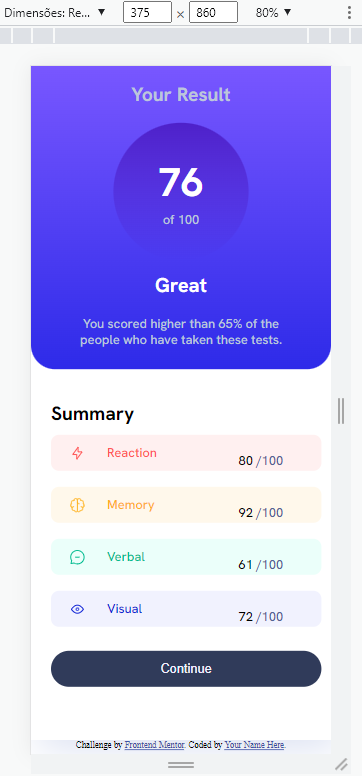 Dimensões: Re... ▼ 375 × 860 80% ▼
Your Result
76
of 100
Great
You scored higher than 65% of the
people who have taken these tests.
Summary
Reaction 80 /100
Memory 92 /100
Verbal 61 /100
Visual 72 /100
Continue
Challenge by Frontend Mentor. Coded by Your Name Here.